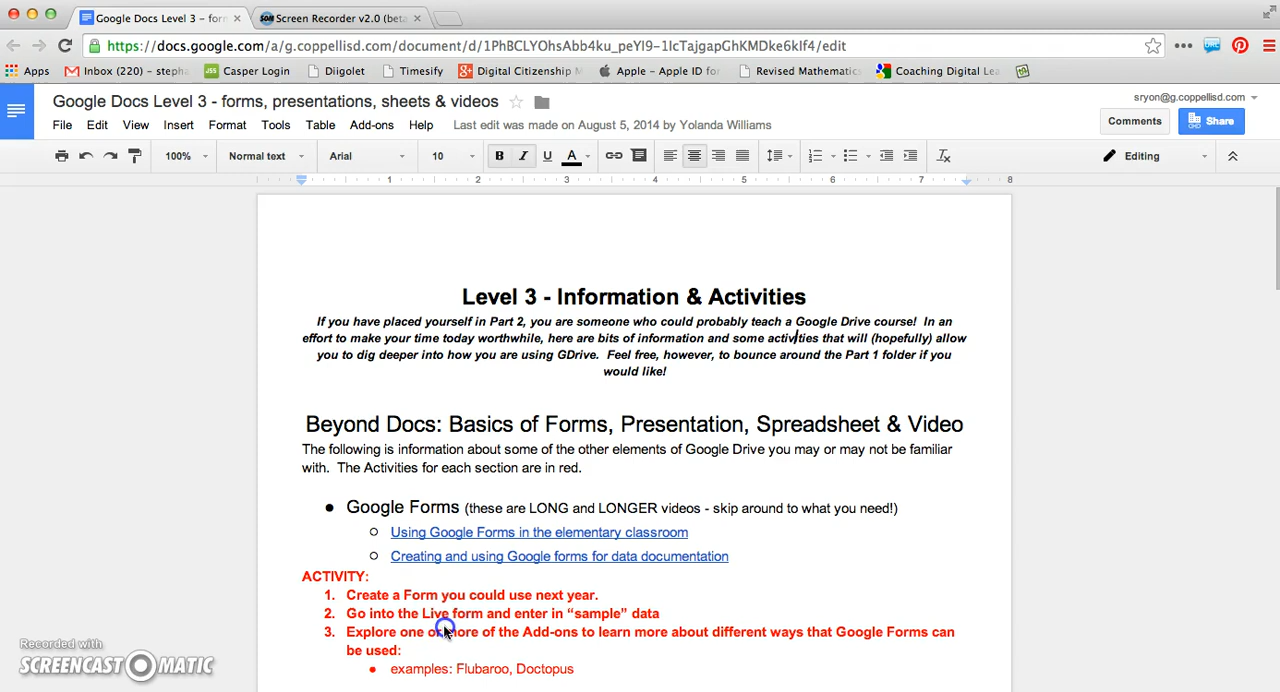 Google Docs Level 3 – forn
Screen Recorder v2.0 (beta
https://docs.google.com/a/g.coppellisd.com/document/d/1PhBCLYOhsAbb4ku_peYl9-1lcTajgapGhKMDke6kIf4/edit
Apps Inbox (220) – steph Casper Login Diigolet Timesify Digital Citizenship Apple – Apple ID for Revised Mathematics Coaching Digital Lea
Google Docs Level 3 - forms, presentations, sheets & videos
sryon@g.coppellisd.com
File Edit View Insert Format Tools Table Add-ons Help Last edit was made on August 5, 2014 by Yolanda Williams
Comments Share
100% Normal text Arial 10 B I U A Editing
1 2 3 4 5 6 7 8
Level 3 - Information & Activities
If you have placed yourself in Part 2, you are someone who could probably teach a Google Drive course! In an
effort to make your time today worthwhile, here are bits of information and some activities that will (hopefully) allow
you to dig deeper into how you are using GDrive. Feel free, however, to bounce around the Part 1 folder if you
would like!
Beyond Docs: Basics of Forms, Presentation, Spreadsheet & Video
The following is information about some of the other elements of Google Drive you may or may not be familiar
with. The Activities for each section are in red.
● Google Forms (these are LONG and LONGER videos - skip around to what you need!)
○ Using Google Forms in the elementary classroom
○ Creating and using Google forms for data documentation
ACTIVITY:
1. Create a Form you could use next year.
2. Go into the Live form and enter in “sample” data
3. Explore one or more of the Add-ons to learn more about different ways that Google Forms can
be used:
● examples: Flubaroo, Doctopus
Recorded with
SCREENCAST MATIC